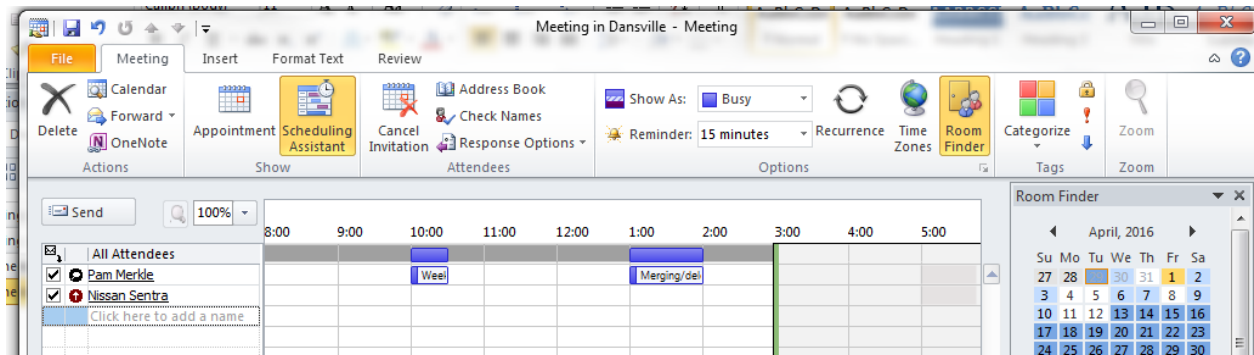 Meeting in Dansville - Meeting
File Meeting Insert Format Text Review
Delete
Calendar
Forward
OneNote
Actions
Appointment
Scheduling
Assistant
Show
Cancel
Invitation
Address Book
Check Names
Response Options
Attendees
Show As: Busy
Reminder: 15 minutes
Recurrence
Time
Zones
Room
Finder
Options
Categorize
Tags
Zoom
Zoom
Send 100%
8:00 9:00 10:00 11:00 12:00 1:00 2:00 3:00 4:00 5:00
All Attendees
Pam Merkle Weel Merging/del
Nissan Sentra
Click here to add a name
Room Finder
April, 2016
Su Mo Tu We Th Fr Sa
27 28 29 30 31 1 2
3 4 5 6 7 8 9
10 11 12 13 14 15 16
17 18 19 20 21 22 23
24 25 26 27 28 29 30